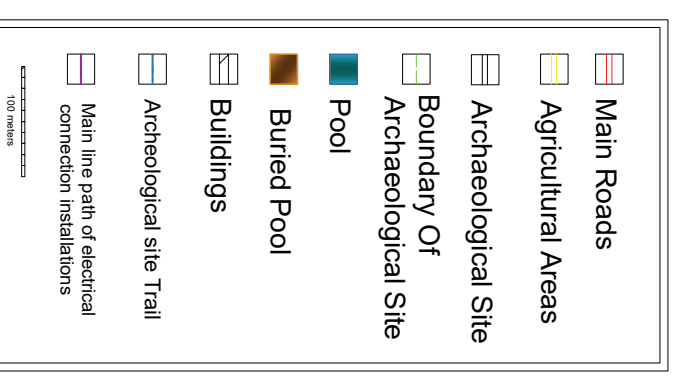 Main Roads
Agricultural Areas
Archaeological Site
Boundary Of
Archaeological Site
Pool
Buried Pool
Buildings
Archeological site Trail
Main line path of electrical
connection installations
100 meters